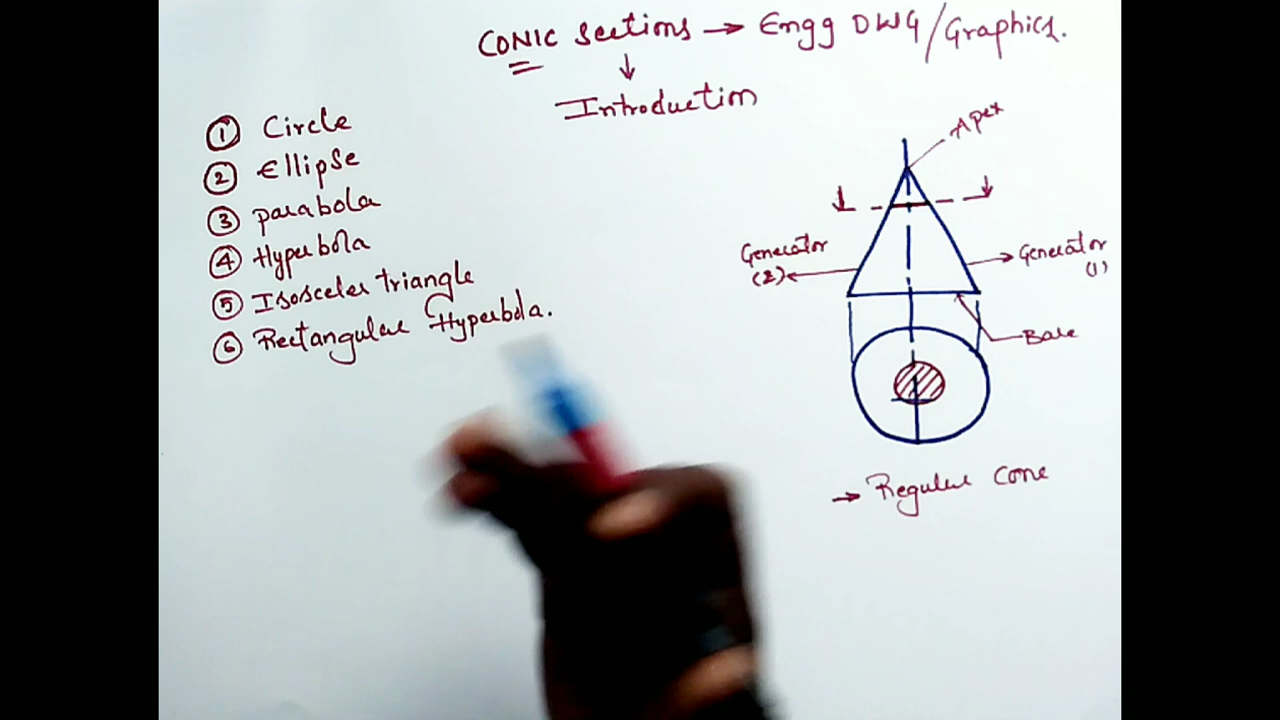 CONIC Sections → Engg DWG/Graphics.
↓
Introduction
① Circle
② Ellipse
③ parabola
④ Hyperbola
⑤ Isosceles triangle
⑥ Rectangular Hyperbola.
Apex
Generator
(2)
Generator
(1)
Base
→ Regular Cone